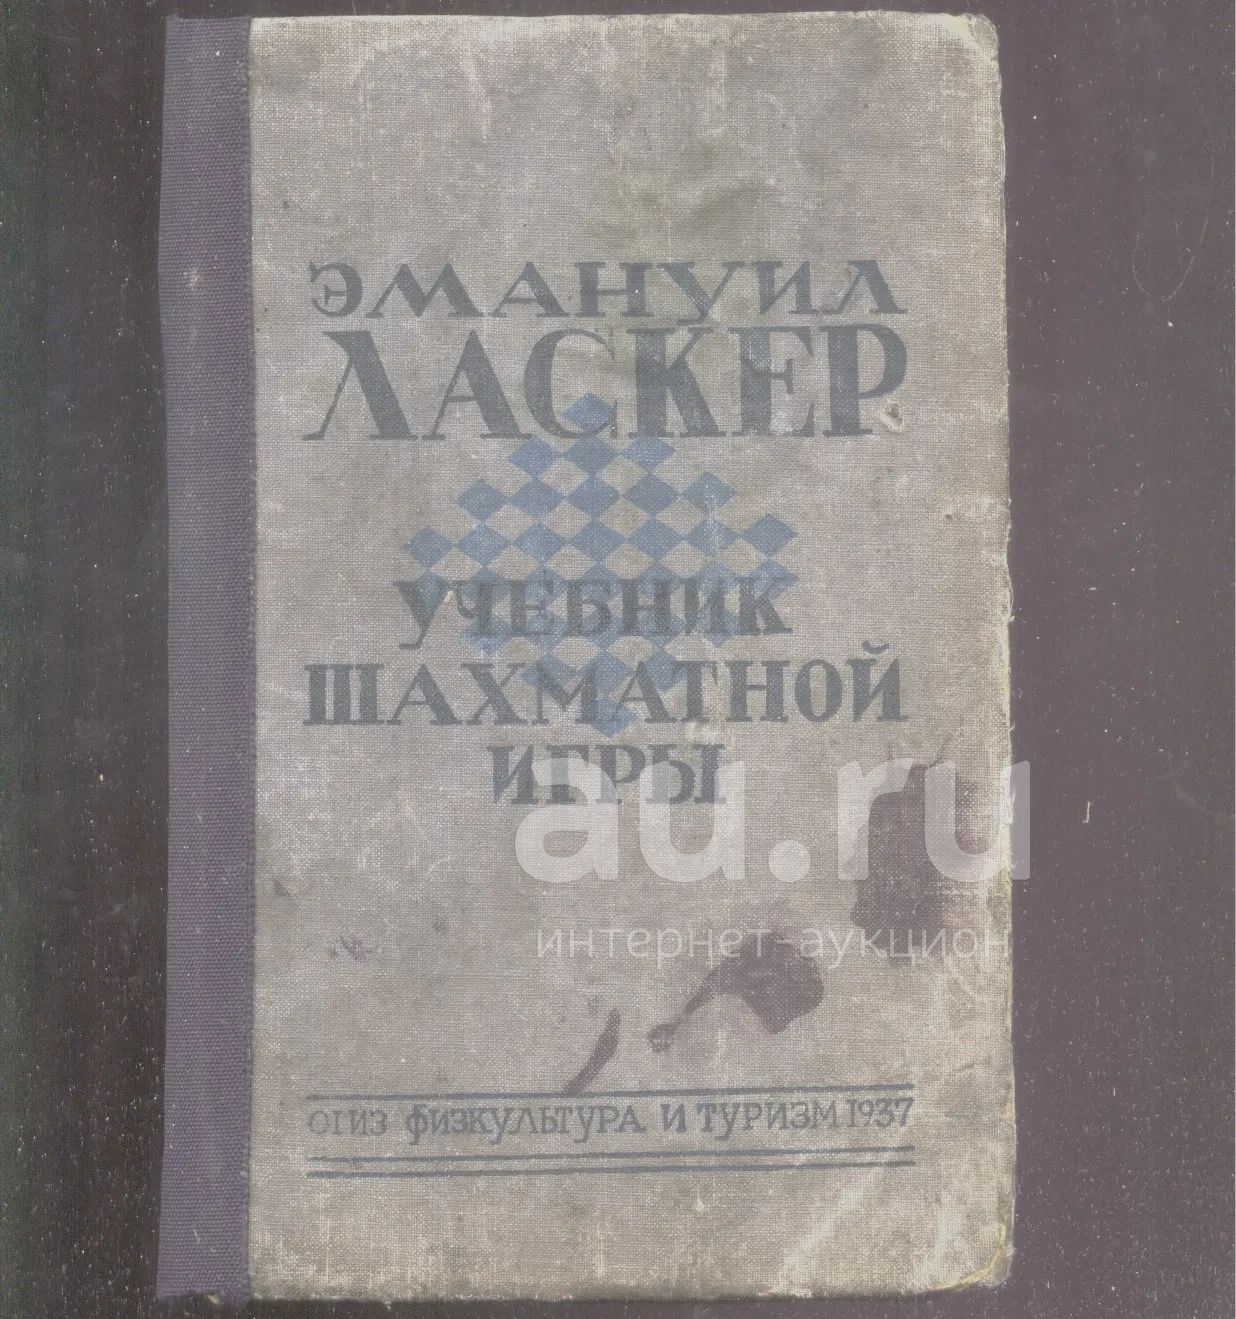 ЭМАНУИЛ
ЛАСКЕР
УЧЕБНИК
ШАХМАТНОЙ
ИГРЫ
au.ru
интернет-аукцион
ОГИЗ ФИЗКУЛЬТУРА И ТУРИЗМ 1937